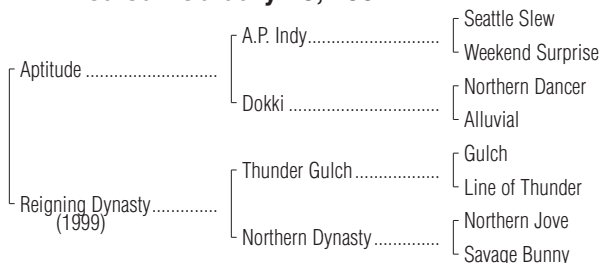 Aptitude ............................
A.P. Indy............................
Seattle Slew
Weekend Surprise
Dokki ................................
Northern Dancer
Alluvial
Reigning Dynasty..............
(1999)
Thunder Gulch..................
Gulch
Line of Thunder
Northern Dynasty..............
Northern Jove
Savage Bunny